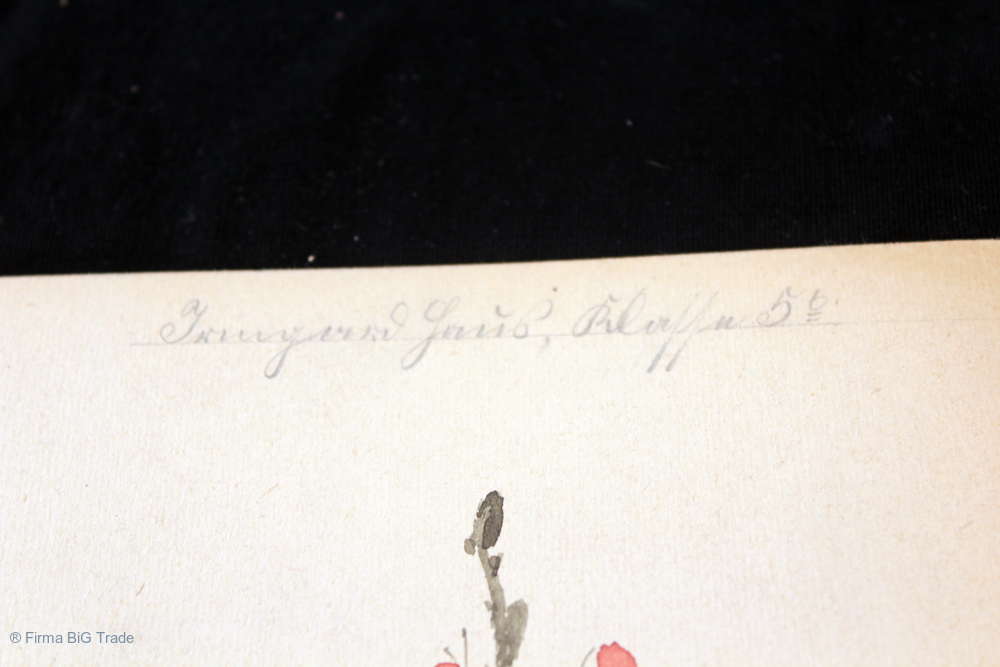 Irmgard Haus, Klasse 5b.
® Firma BiG Trade